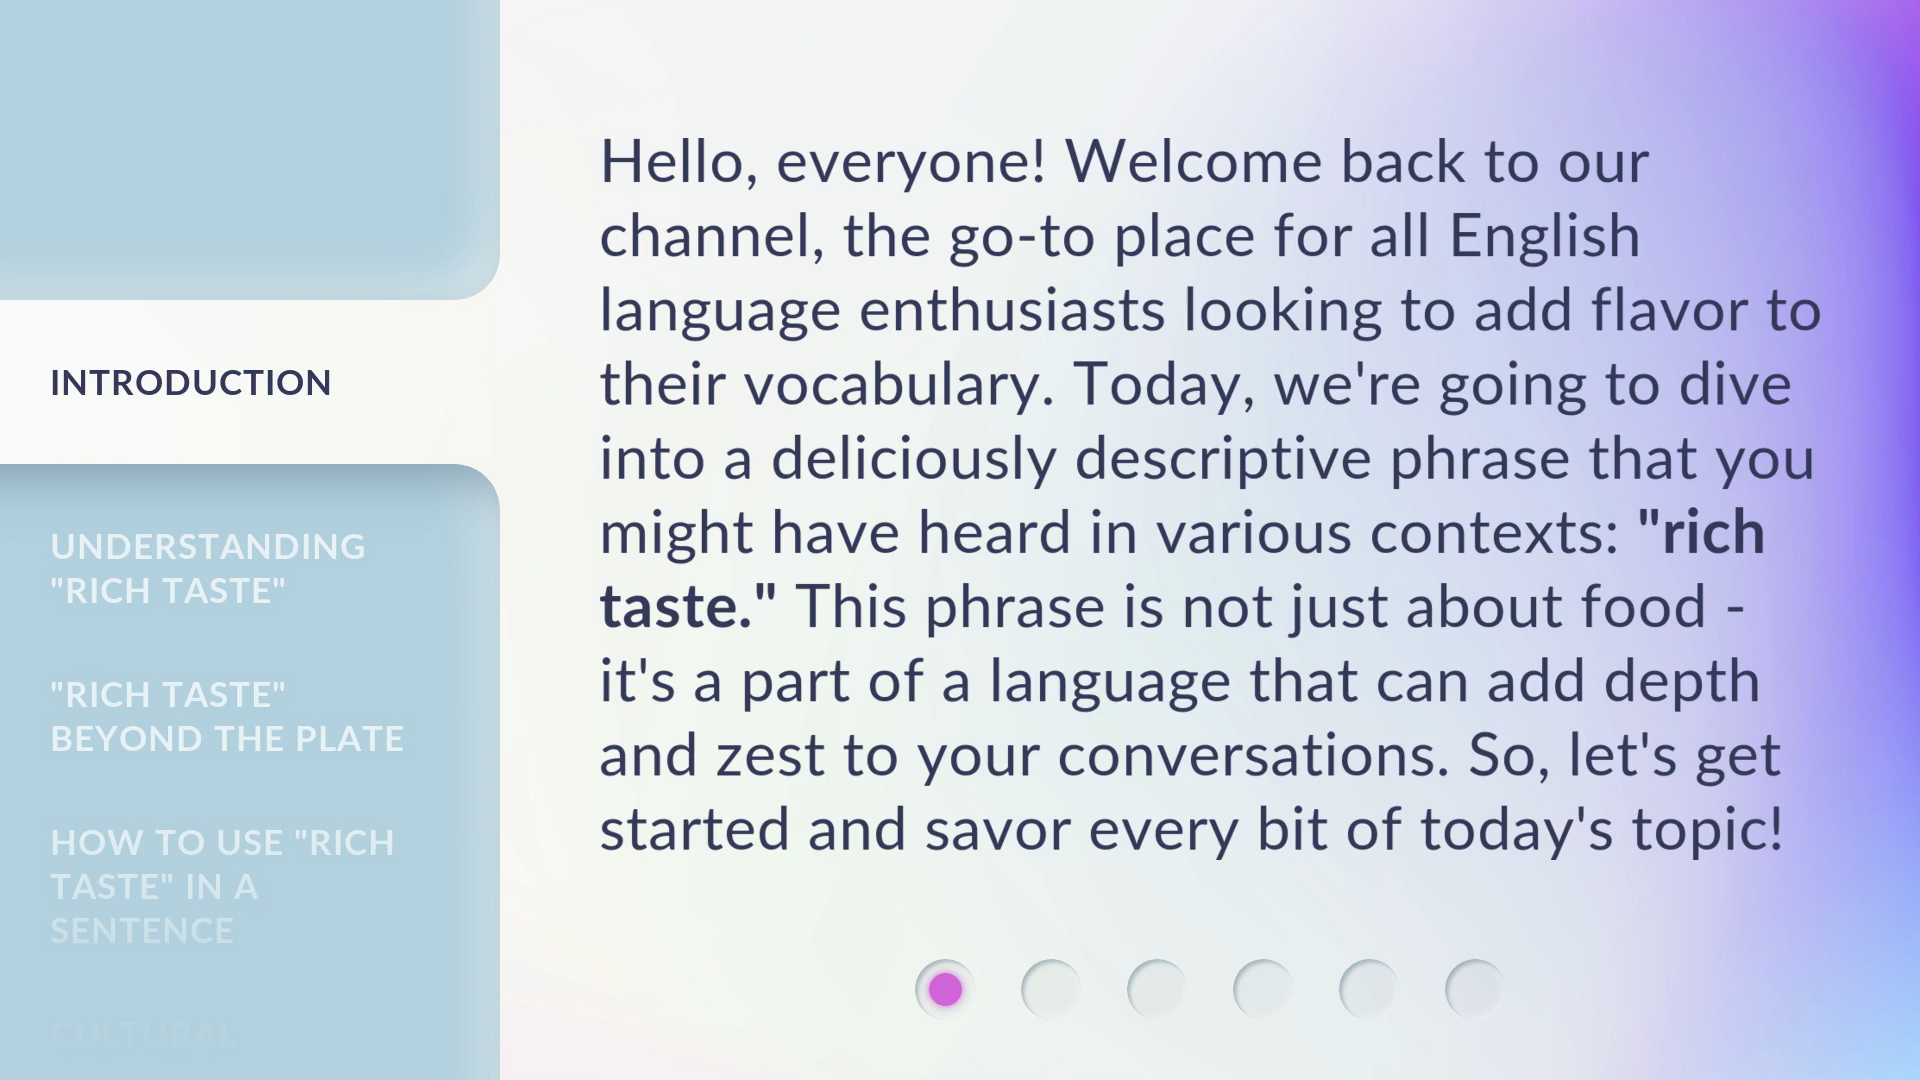 INTRODUCTION
UNDERSTANDING
"RICH TASTE"
"RICH TASTE"
BEYOND THE PLATE
HOW TO USE "RICH
TASTE" IN A
SENTENCE
CULTURAL
Hello, everyone! Welcome back to our
channel, the go-to place for all English
language enthusiasts looking to add flavor to
their vocabulary. Today, we're going to dive
into a deliciously descriptive phrase that you
might have heard in various contexts: "rich
taste." This phrase is not just about food -
it's a part of a language that can add depth
and zest to your conversations. So, let's get
started and savor every bit of today's topic!